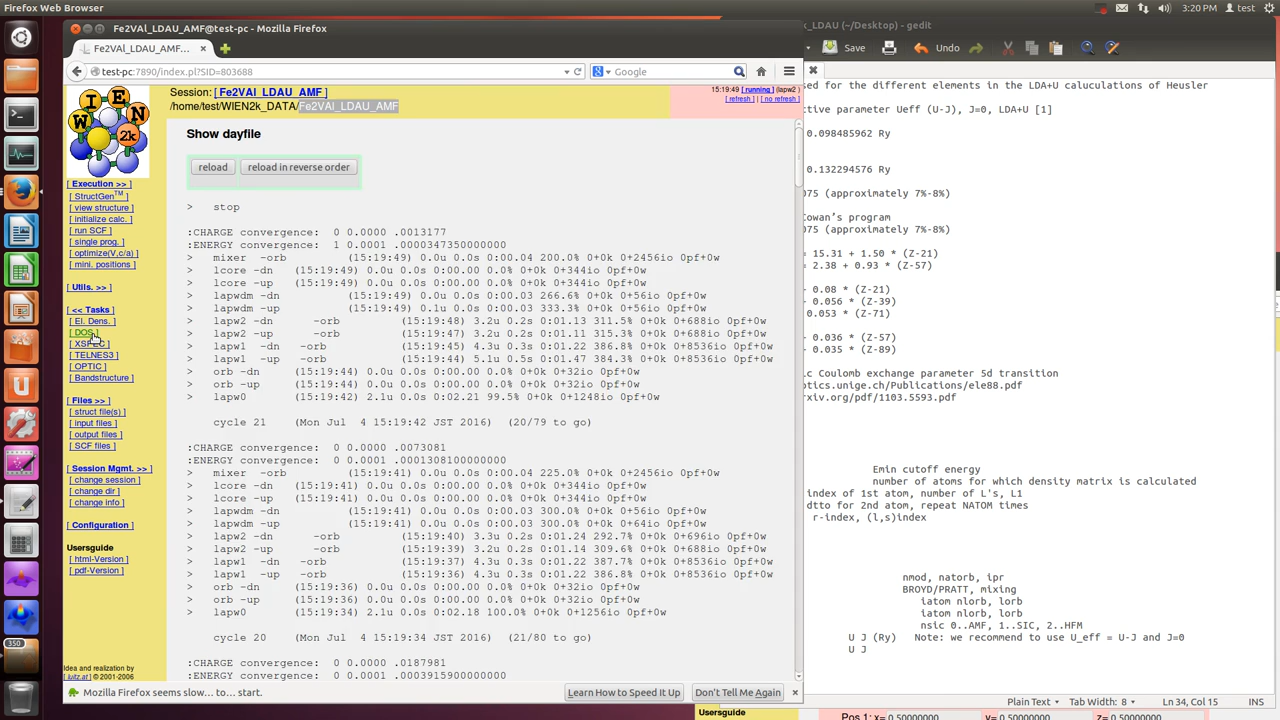 Firefox Web Browser
3:20 PM
test
Fe2VAl_LDAU_AMF@test-pc - Mozilla Firefox
_LDAU (~/Desktop) - gedit
Fe2VAl_LDAU_AMF...
Save
Undo
test-pc:7890/index.pl?SID=803688
Google
WIEN
2k
Session: [ Fe2VAl_LDAU_AMF ]
/home/test/WIEN2k_DATA/Fe2VAl_LDAU_AMF
15:19:49 [ running ] (lapw2)
[ refresh ] [ no refresh ]
[ Execution >> ]
[ StructGen™ ]
[ view structure ]
[ initialize calc. ]
[ run SCF ]
[ single prog. ]
[ optimize(V,c/a) ]
[ mini. positions ]
[ Utils. >> ]
[ << Tasks ]
[ El. Dens. ]
[ DOS ]
[ XSPEC ]
[ TELNES3 ]
[ OPTIC ]
[ Bandstructure ]
[ Files >> ]
[ struct file(s) ]
[ input files ]
[ output files ]
[ SCF files ]
[ Session Mgmt. >> ]
[ change session ]
[ change dir ]
[ change info ]
[ Configuration ]
Usersguide
[ html-Version ]
[ pdf-Version ]
Idea and realization by
[ luitz.at ] © 2001-2006
Show dayfile
reload
reload in reverse order
> stop
:CHARGE convergence: 0 0.0000 .0013177
:ENERGY convergence: 1 0.0001 .0000347350000000
> mixer -orb (15:19:49) 0.0u 0.0s 0:00.04 200.0% 0+0k 0+2456io 0pf+0w
> lcore -dn (15:19:49) 0.0u 0.0s 0:00.00 0.0% 0+0k 0+344io 0pf+0w
> lcore -up (15:19:49) 0.0u 0.0s 0:00.00 0.0% 0+0k 0+344io 0pf+0w
> lapwdm -dn (15:19:49) 0.0u 0.0s 0:00.03 266.6% 0+0k 0+56io 0pf+0w
> lapwdm -up (15:19:49) 0.1u 0.0s 0:00.03 333.3% 0+0k 0+56io 0pf+0w
> lapw2 -dn -orb (15:19:48) 3.2u 0.2s 0:01.13 311.5% 0+0k 0+688io 0pf+0w
> lapw2 -up -orb (15:19:47) 3.2u 0.2s 0:01.11 315.3% 0+0k 0+688io 0pf+0w
> lapw1 -dn -orb (15:19:45) 4.3u 0.2s 0:01.22 386.8% 0+0k 0+8536io 0pf+0w
> lapw1 -up -orb (15:19:44) 5.1u 0.5s 0:01.47 384.3% 0+0k 0+8536io 0pf+0w
> orb -dn (15:19:44) 0.0u 0.0s 0:00.00 0.0% 0+0k 0+32io 0pf+0w
> orb -up (15:19:44) 0.0u 0.0s 0:00.00 0.0% 0+0k 0+32io 0pf+0w
> lapw0 (15:19:42) 2.1u 0.0s 0:02.21 99.5% 0+0k 0+1248io 0pf+0w
cycle 21 (Mon Jul 4 15:19:42 JST 2016) (20/79 to go)
:CHARGE convergence: 0 0.0000 .0073081
:ENERGY convergence: 0 0.0001 .0001308100000000
> mixer -orb (15:19:41) 0.0u 0.0s 0:00.04 225.0% 0+0k 0+2456io 0pf+0w
> lcore -dn (15:19:41) 0.0u 0.0s 0:00.00 0.0% 0+0k 0+344io 0pf+0w
> lcore -up (15:19:41) 0.0u 0.0s 0:00.00 0.0% 0+0k 0+344io 0pf+0w
> lapwdm -dn (15:19:41) 0.0u 0.0s 0:00.03 300.0% 0+0k 0+56io 0pf+0w
> lapwdm -up (15:19:41) 0.0u 0.0s 0:00.03 300.0% 0+0k 0+64io 0pf+0w
> lapw2 -dn -orb (15:19:40) 3.3u 0.2s 0:01.24 292.7% 0+0k 0+696io 0pf+0w
> lapw2 -up -orb (15:19:39) 3.2u 0.2s 0:01.14 309.6% 0+0k 0+688io 0pf+0w
> lapw1 -dn -orb (15:19:37) 4.3u 0.3s 0:01.22 387.7% 0+0k 0+8536io 0pf+0w
> lapw1 -up -orb (15:19:36) 4.3u 0.3s 0:01.22 386.8% 0+0k 0+8536io 0pf+0w
> orb -dn (15:19:36) 0.0u 0.0s 0:00.00 0.0% 0+0k 0+32io 0pf+0w
> orb -up (15:19:36) 0.0u 0.0s 0:00.00 0.0% 0+0k 0+32io 0pf+0w
> lapw0 (15:19:34) 2.1u 0.0s 0:02.18 100.0% 0+0k 0+1256io 0pf+0w
cycle 20 (Mon Jul 4 15:19:34 JST 2016) (21/80 to go)
:CHARGE convergence: 0 0.0000 .0187981
:ENERGY convergence: 0 0.0001 .0003915900000000
Mozilla Firefox seems slow... to... start.
Learn How to Speed It Up
Don't Tell Me Again
sed for the different elements in the LDA+U caluculations of Heusler
ctive parameter Ueff (U-J), J=0, LDA+U [1]
0.098485962 Ry
0.132294576 Ry
075 (approximately 7%-8%)
Cowan's program
075 (approximately 7%-8%)
= 15.31 + 1.50 * (Z-21)
= 2.38 + 0.93 * (Z-57)
- 0.08 * (Z-21)
- 0.056 * (Z-39)
- 0.053 * (Z-71)
- 0.036 * (Z-57)
- 0.035 * (Z-89)
ic Coulomb exchange parameter 5d transition
ptics.unige.ch/Publications/ele88.pdf
rxiv.org/pdf/1103.5593.pdf
Emin cutoff energy
number of atoms for which density matrix is calculated
index of 1st atom, number of L's, L1
dtto for 2nd atom, repeat NATOM times
r-index, (l,s)index
nmod, natorb, ipr
BROYD/PRATT, mixing
iatom nlorb, lorb
iatom nlorb, lorb
nsic 0..AMF, 1..SIC, 2..HFM
U J (Ry) Note: we recommend to use U_eff = U-J and J=0
U J
Plain Text
Tab Width: 8
Ln 34, Col 15
INS
Usersguide
Pos 1: x= 0.50000000 y= 0.50000000 z= 0.50000000
350